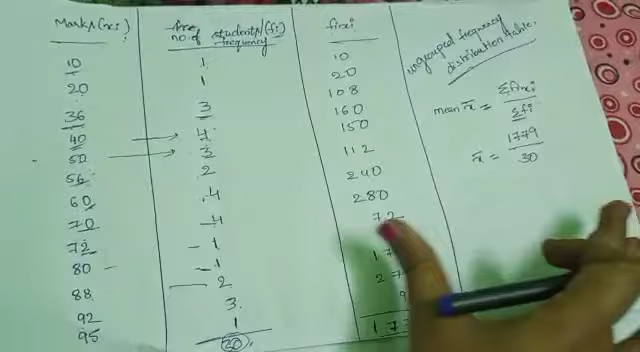 Marks(xi) no.of students/(fi) fixi
frequency
10 1 10
20 1 20
36 3 108
40 4 160
50 3 150
56 2 112
60 4 240
70 4 280
72 1 72
80 1
88 2
92 3
95 1
30
ungrouped frequency
distribution table.
mean x̄ = Σfixi
Σfi
x̄ = 1779
30